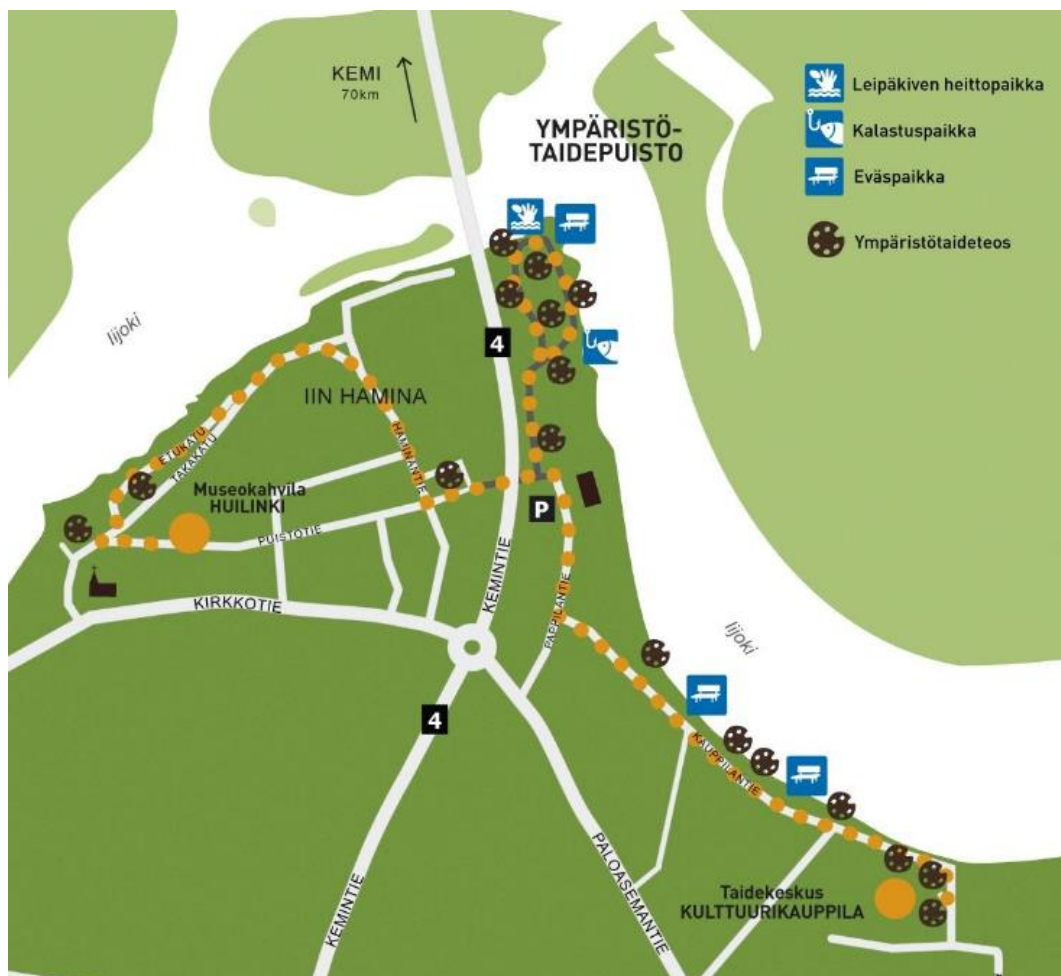 KEMI
70km
YMPÄRISTÖ-
TAIDEPUISTO
Leipäkiven heittopaikka
Kalastuspaikka
Eväspaikka
Ympäristötaideteos
Iijoki
4
IIN HAMINA
ETUKATU
TAKAKATU
HAMINANTIE
Museokahvila
HUILINKI
P
PUISTOTIE
KEMINTIE
KIRKKOTIE
PAPPILANTIE
Iijoki
4
KAUPPILANTIE
KEMINTIE
PALOASEMANTIE
Taidekeskus
KULTTUURIKAUPPILA